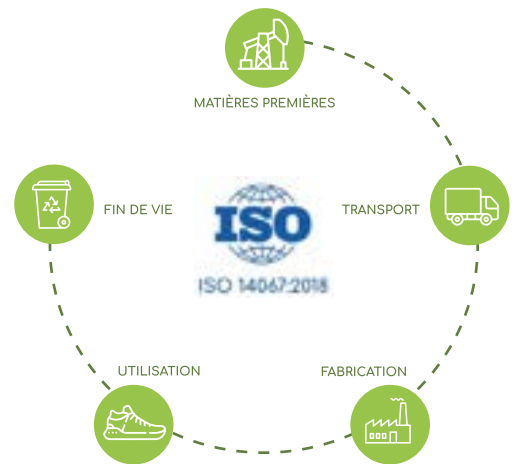 MATIÈRES PREMIÈRES
FIN DE VIE
TRANSPORT
ISO
ISO 14067:2018
UTILISATION
FABRICATION